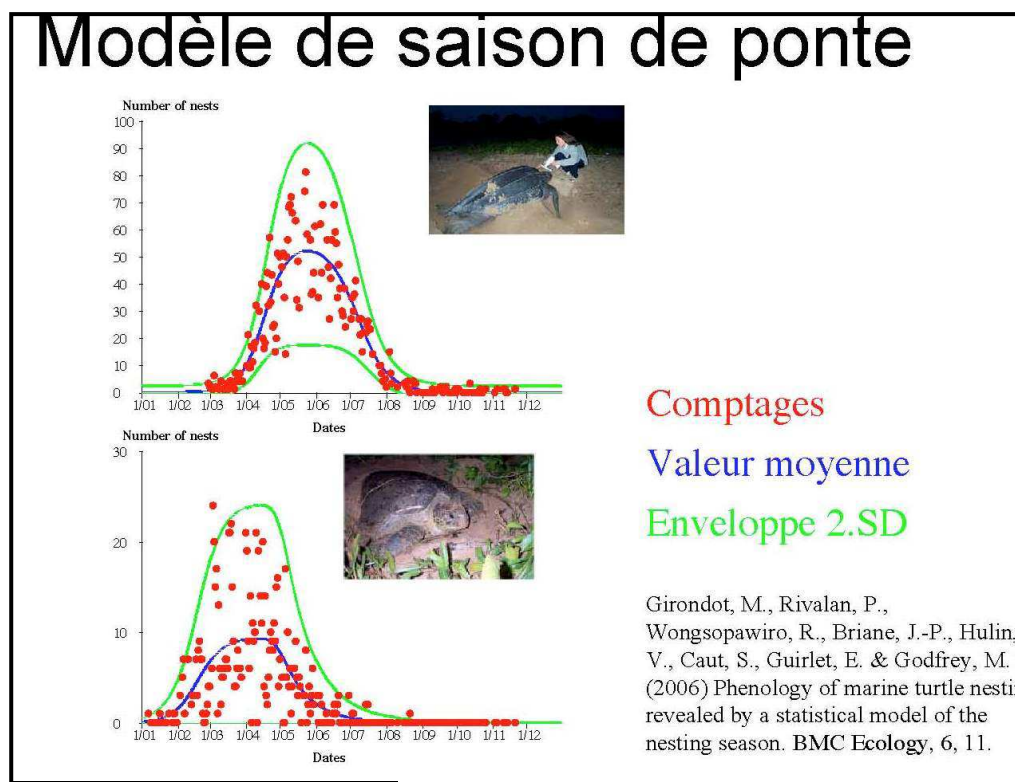 Modèle de saison de ponte
Number of nests
100
90
80
70
60
50
40
30
20
10
0
1/01 1/02 1/03 1/04 1/05 1/06 1/07 1/08 1/09 1/10 1/11 1/12
Dates
Number of nests
30
20
10
0
1/01 1/02 1/03 1/04 1/05 1/06 1/07 1/08 1/09 1/10 1/11 1/12
Dates
Comptages
Valeur moyenne
Enveloppe 2.SD
Girondot, M., Rivalan, P.,
Wongsopawiro, R., Briane, J.-P., Hulin,
V., Caut, S., Guirlet, E. & Godfrey, M.
(2006) Phenology of marine turtle nestin
revealed by a statistical model of the
nesting season. BMC Ecology, 6, 11.